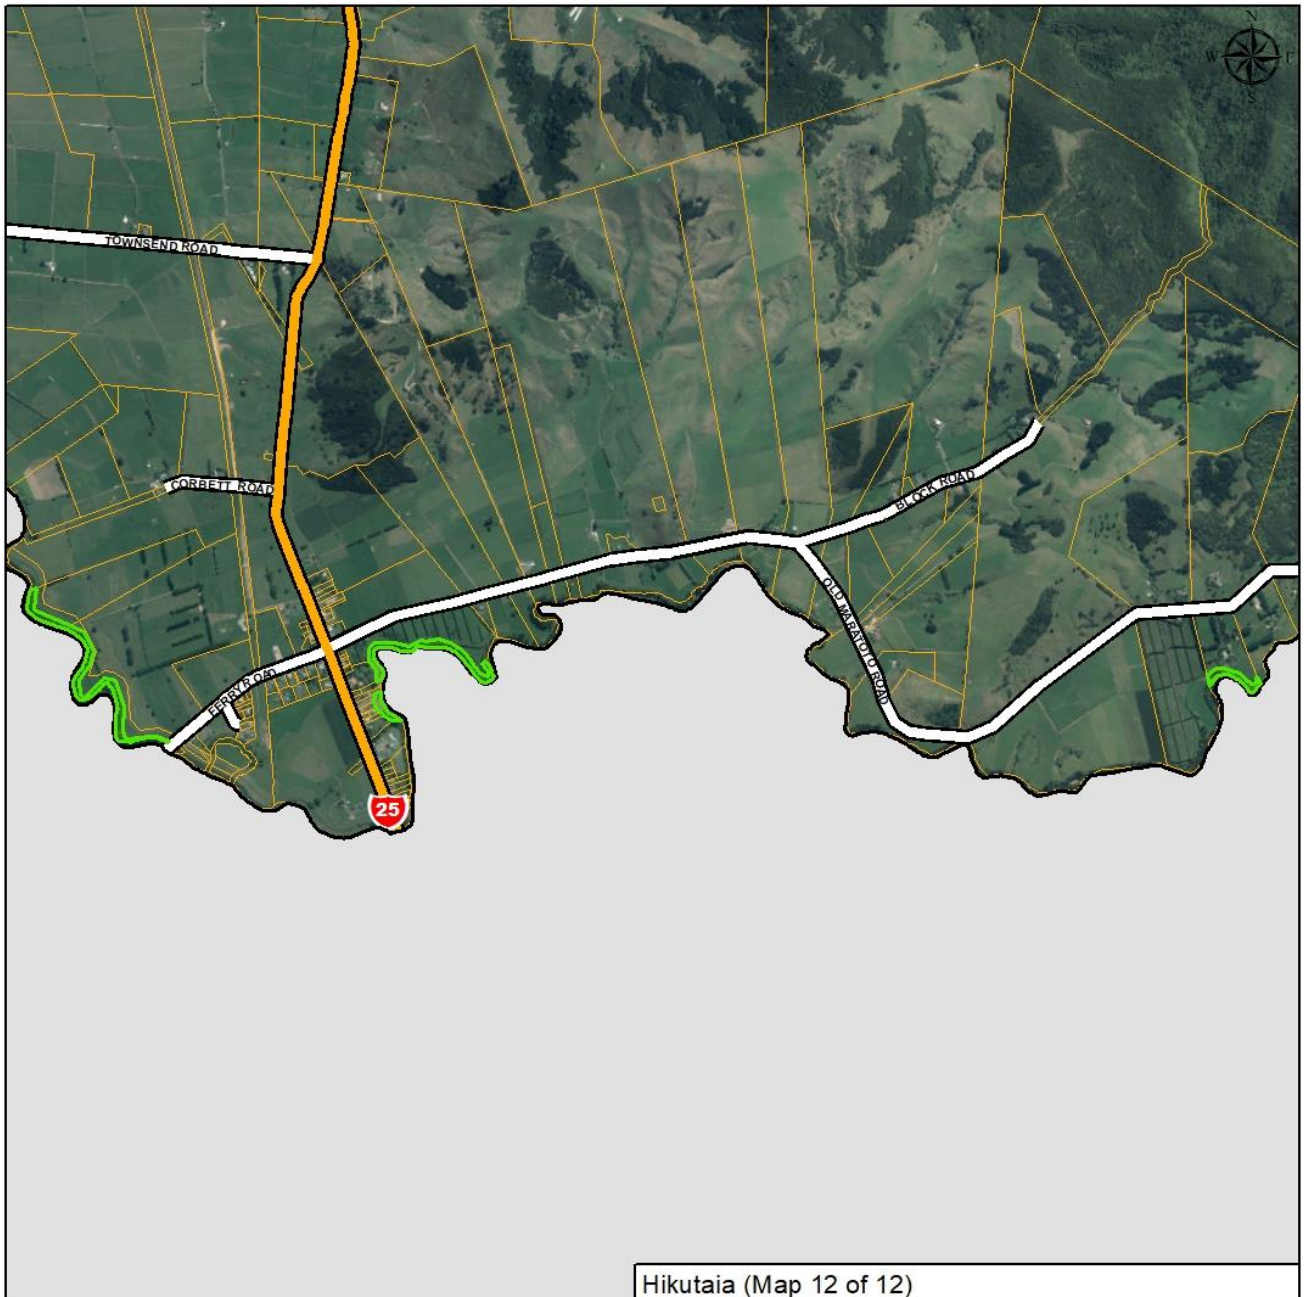 N
W E
S
TOWNSEND ROAD
CORBETT ROAD
BLOCK ROAD
OLD MARATOTO ROAD
FERRY ROAD
25
Hikutaia (Map 12 of 12)